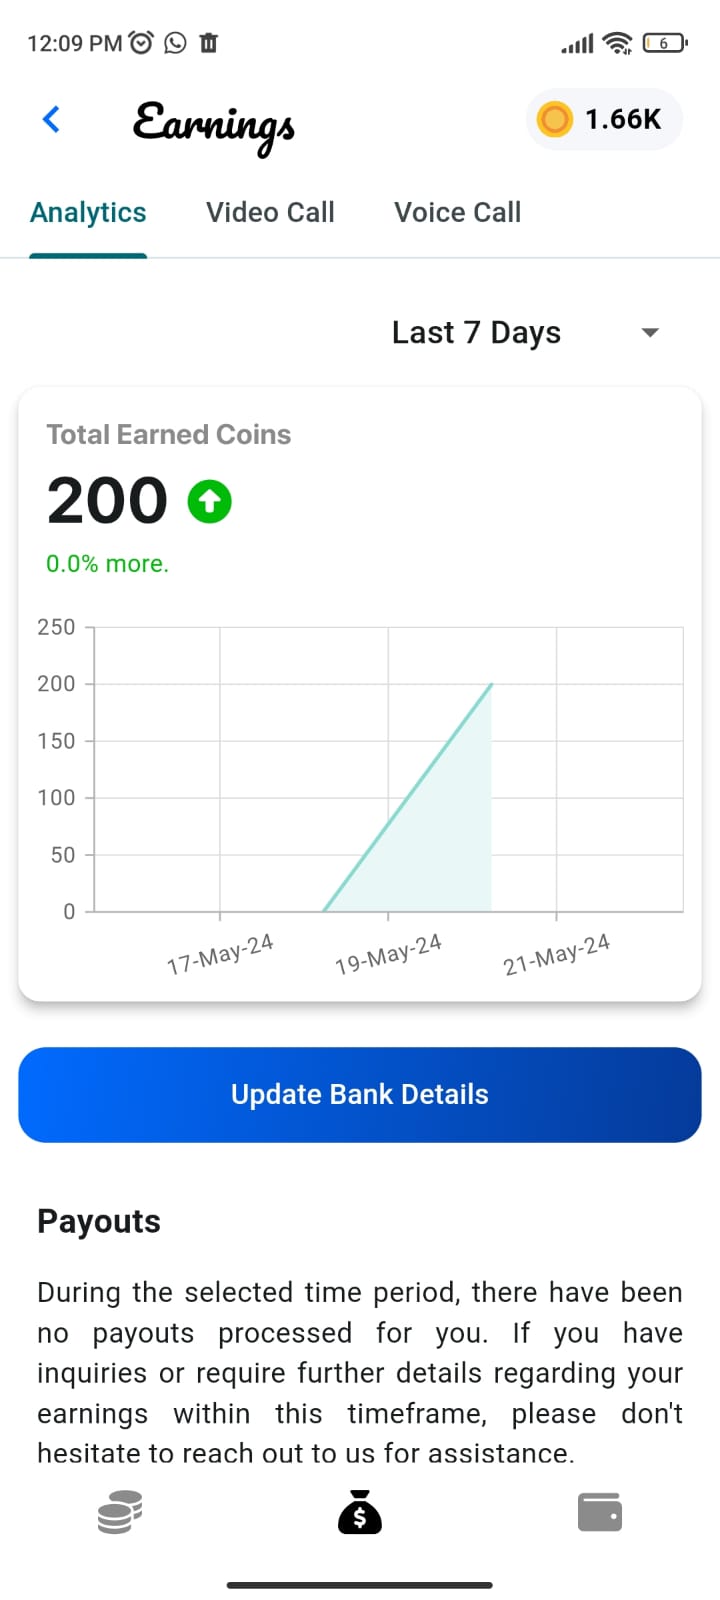 12:09 PM
6
Earnings
1.66K
Analytics Video Call Voice Call
Last 7 Days
Total Earned Coins
200
0.0% more.
250
200
150
100
50
0
17-May-24 19-May-24 21-May-24
Update Bank Details
Payouts
During the selected time period, there have been
no payouts processed for you. If you have
inquiries or require further details regarding your
earnings within this timeframe, please don't
hesitate to reach out to us for assistance.
$